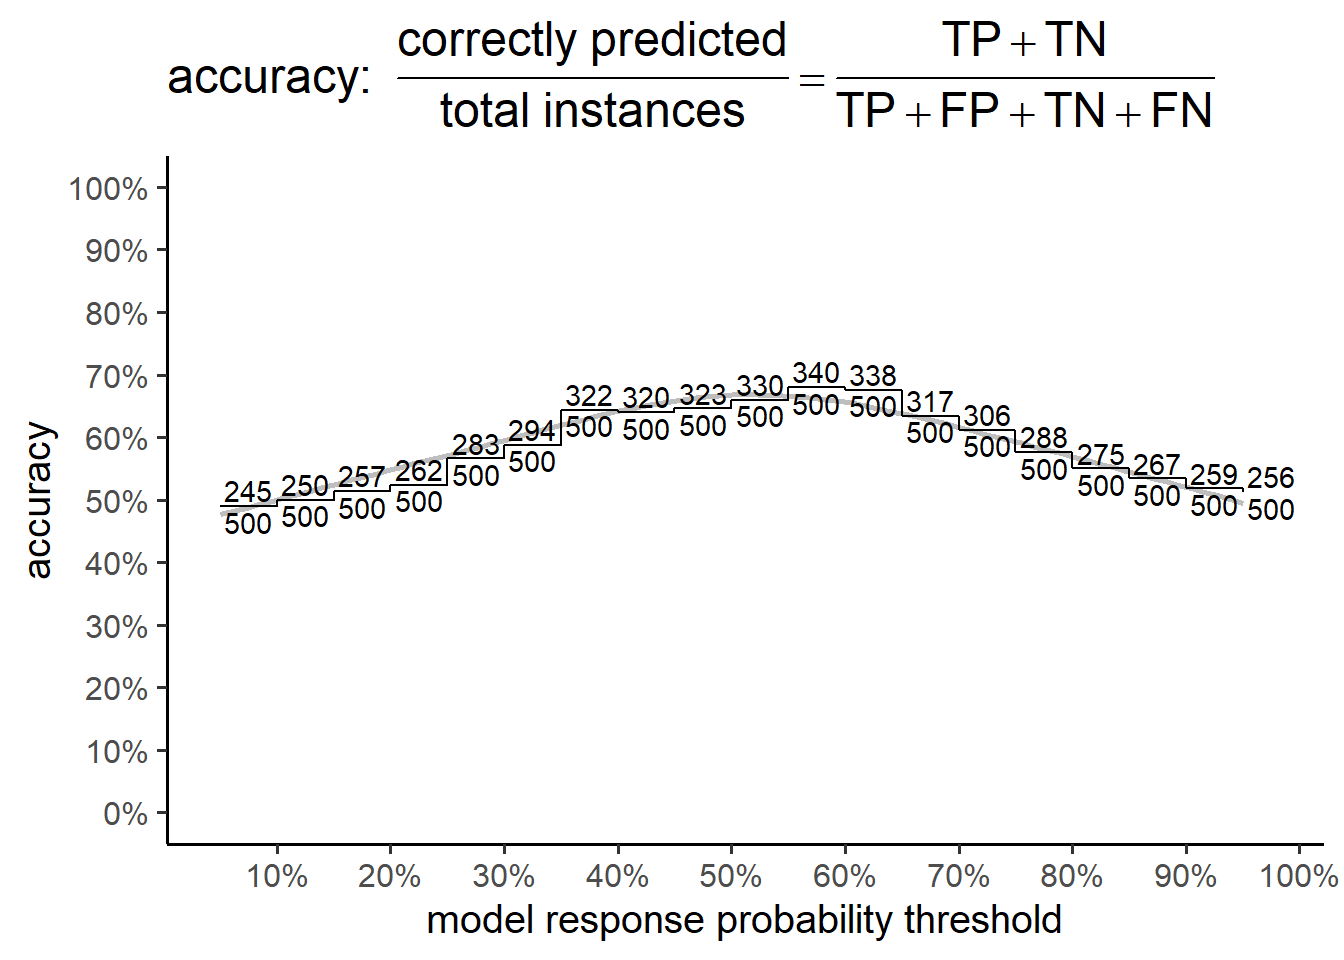 accuracy: correctly predicted / total instances = TP + TN / TP + FP + TN + FN
100%
90%
80%
70%
60%
50%
40%
30%
20%
10%
0%
accuracy
245 250 257 262 283 294 322 320 323 330 340 338 317 306 288 275 267 259 256
500 500 500 500 500 500 500 500 500 500 500 500 500 500 500 500 500 500 500
10% 20% 30% 40% 50% 60% 70% 80% 90% 100%
model response probability threshold